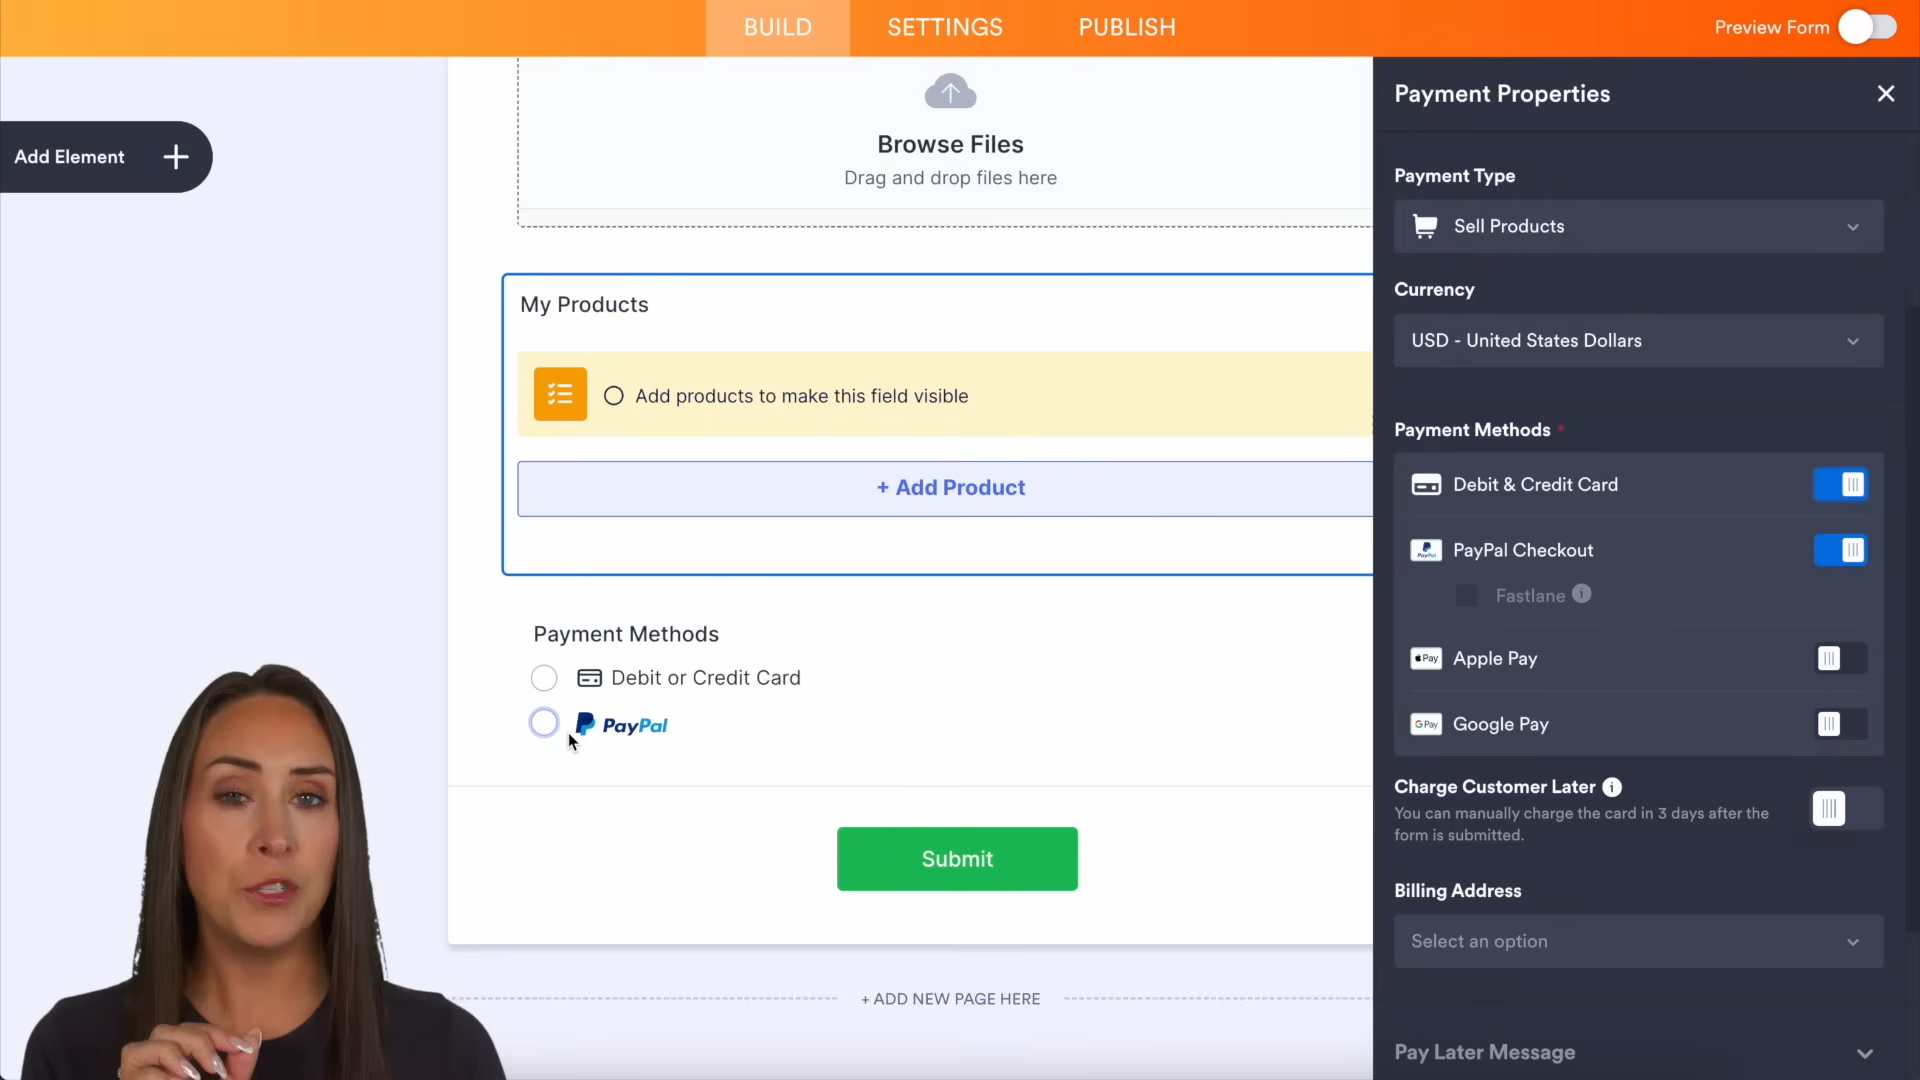 BUILD
SETTINGS
PUBLISH
Preview Form
Add Element
Browse Files
Drag and drop files here
My Products
Add products to make this field visible
+ Add Product
Payment Methods
Debit or Credit Card
PayPal
Submit
+ ADD NEW PAGE HERE
Payment Properties
Payment Type
Sell Products
Currency
USD - United States Dollars
Payment Methods *
Debit & Credit Card
PayPal
PayPal Checkout
Fastlane
Pay
Apple Pay
G Pay
Google Pay
Charge Customer Later
You can manually charge the card in 3 days after the
form is submitted.
Billing Address
Select an option
Pay Later Message